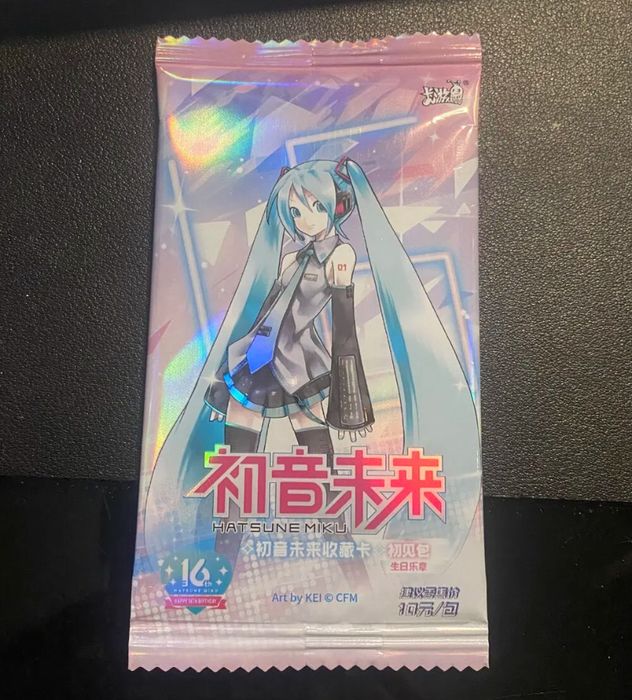 卡游
®
01
初音未来
HATSUNE MIKU
初音未来收藏卡
初见包
生日乐章
16th
HATSUNE MIKU
HAPPY 16TH BIRTHDAY
Art by KEI © CFM
建议零售价
10元/包